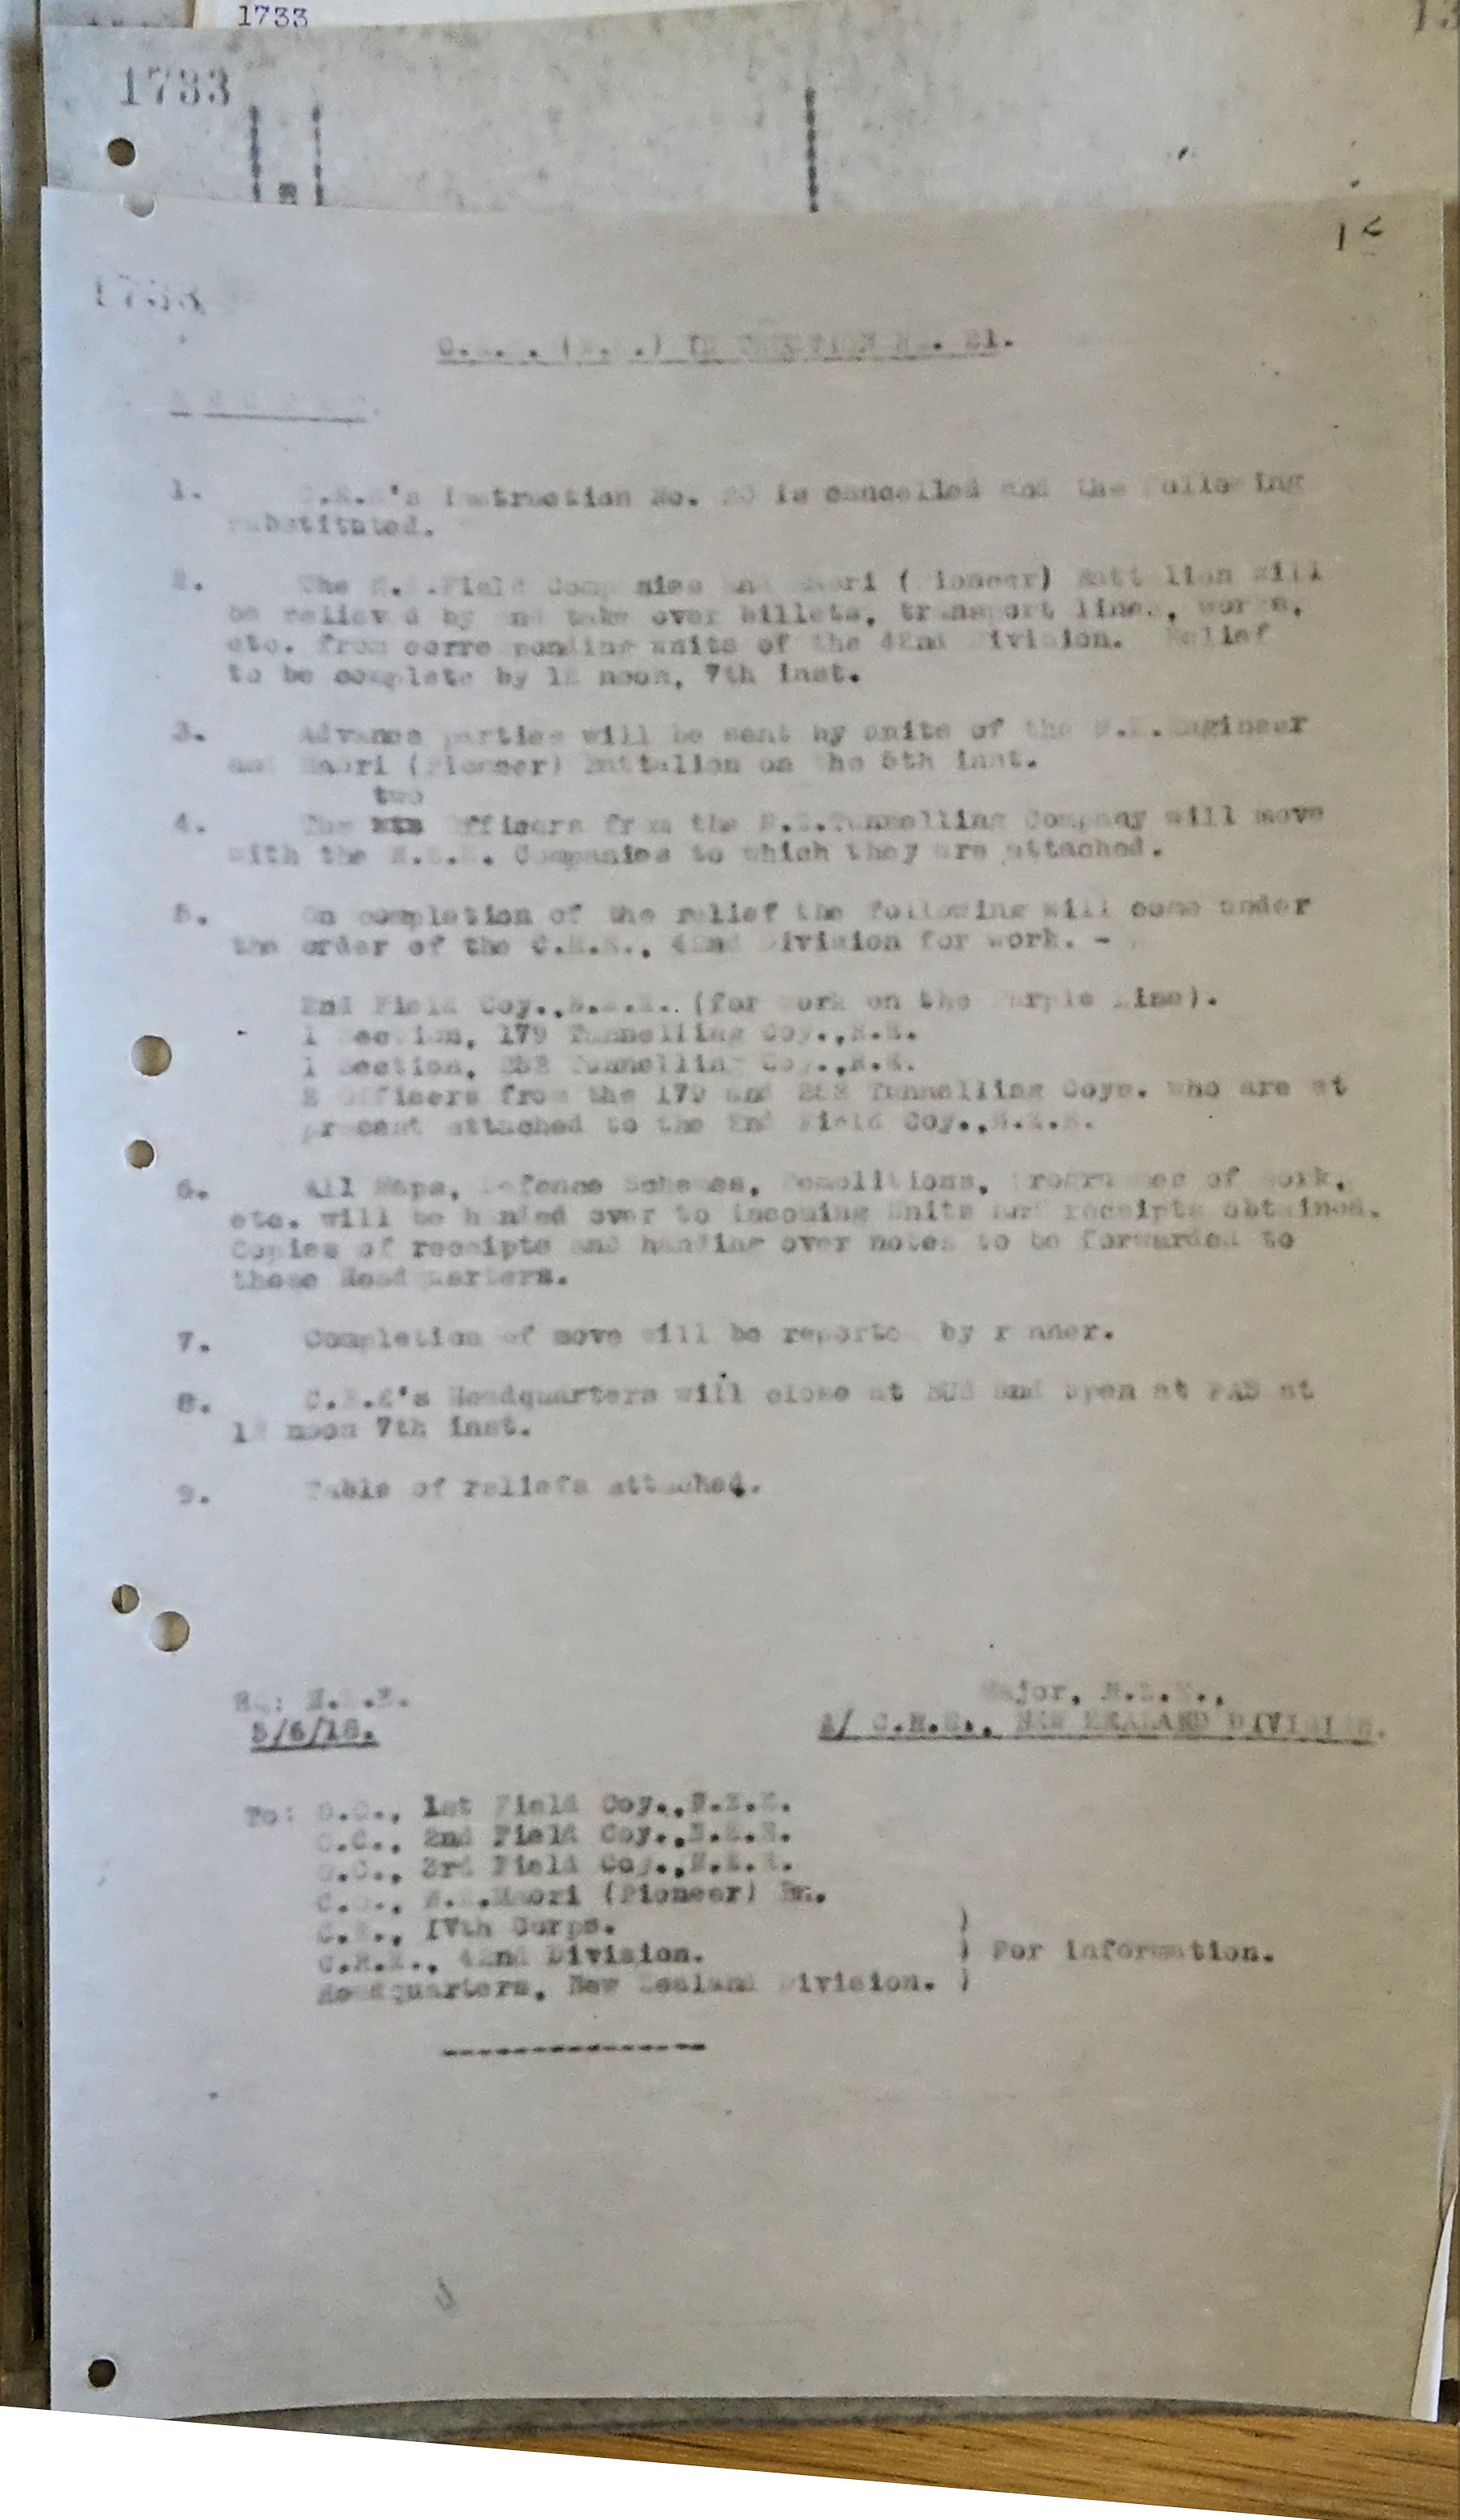 1733
1733
C.R.E. (N.Z.) INSTRUCTION No. 21.
1. C.R.E's Instruction No. 20 is cancelled and the following
substituted.
2. The N.Z.Field Companies and Maori (Pioneer) Battalion will
be relieved by and take over billets, transport lines, works,
etc. from corresponding units of the 42nd Division. Relief
to be complete by 12 noon, 7th inst.
3. Advance parties will be sent by units of the N.Z.Engineer
and Maori (Pioneer) Battalion on the 6th inst.
two
4. The Officers from the N.Z.Tunnelling Company will move
with the N.Z.E. Companies to which they are attached.
5. On completion of the relief the following will come under
the order of the C.R.E., 42nd Division for work. -
2nd Field Coy.,N.Z.E.. (for work on the Purple Line).
1 Section, 179 Tunnelling Coy.,R.E.
1 Section, 252 Tunnelling Coy.,R.E.
2 Officers from the 179 and 252 Tunnelling Coys. who are at
present attached to the 2nd Field Coy.,N.Z.E.
6. All Maps, Defence Schemes, Demolitions, Programmes of work,
etc. will be handed over to incoming Units and receipts obtained.
Copies of receipts and handing over notes to be forwarded to
these Headquarters.
7. Completion of move will be reported by runner.
8. C.R.E's Headquarters will close at BUS and open at PAS at
12 noon 7th inst.
9. Table of reliefs attached.
HQ: N.Z.E.
5/6/18.
Major, N.Z.E.,
A/ C.R.E., NEW ZEALAND DIVISION.
To: O.C., 1st Field Coy.,N.Z.E.
O.C., 2nd Field Coy.,N.Z.E.
O.C., 3rd Field Coy.,N.Z.E.
C.O., N.Z.Maori (Pioneer) Bn.
C.E., IVth Corps.
C.R.E., 42nd Division.
Headquarters, New Zealand Division.
) For information.